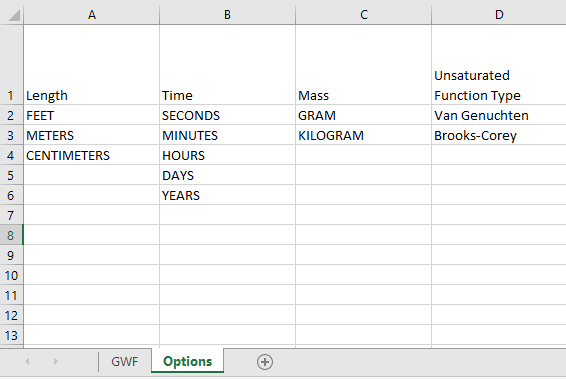 A B C D
Unsaturated
1 Length Time Mass Function Type
2 FEET SECONDS GRAM Van Genuchten
3 METERS MINUTES KILOGRAM Brooks-Corey
4 CENTIMETERS HOURS
5 DAYS
6 YEARS
7
8
9
10
11
12
13
GWF Options